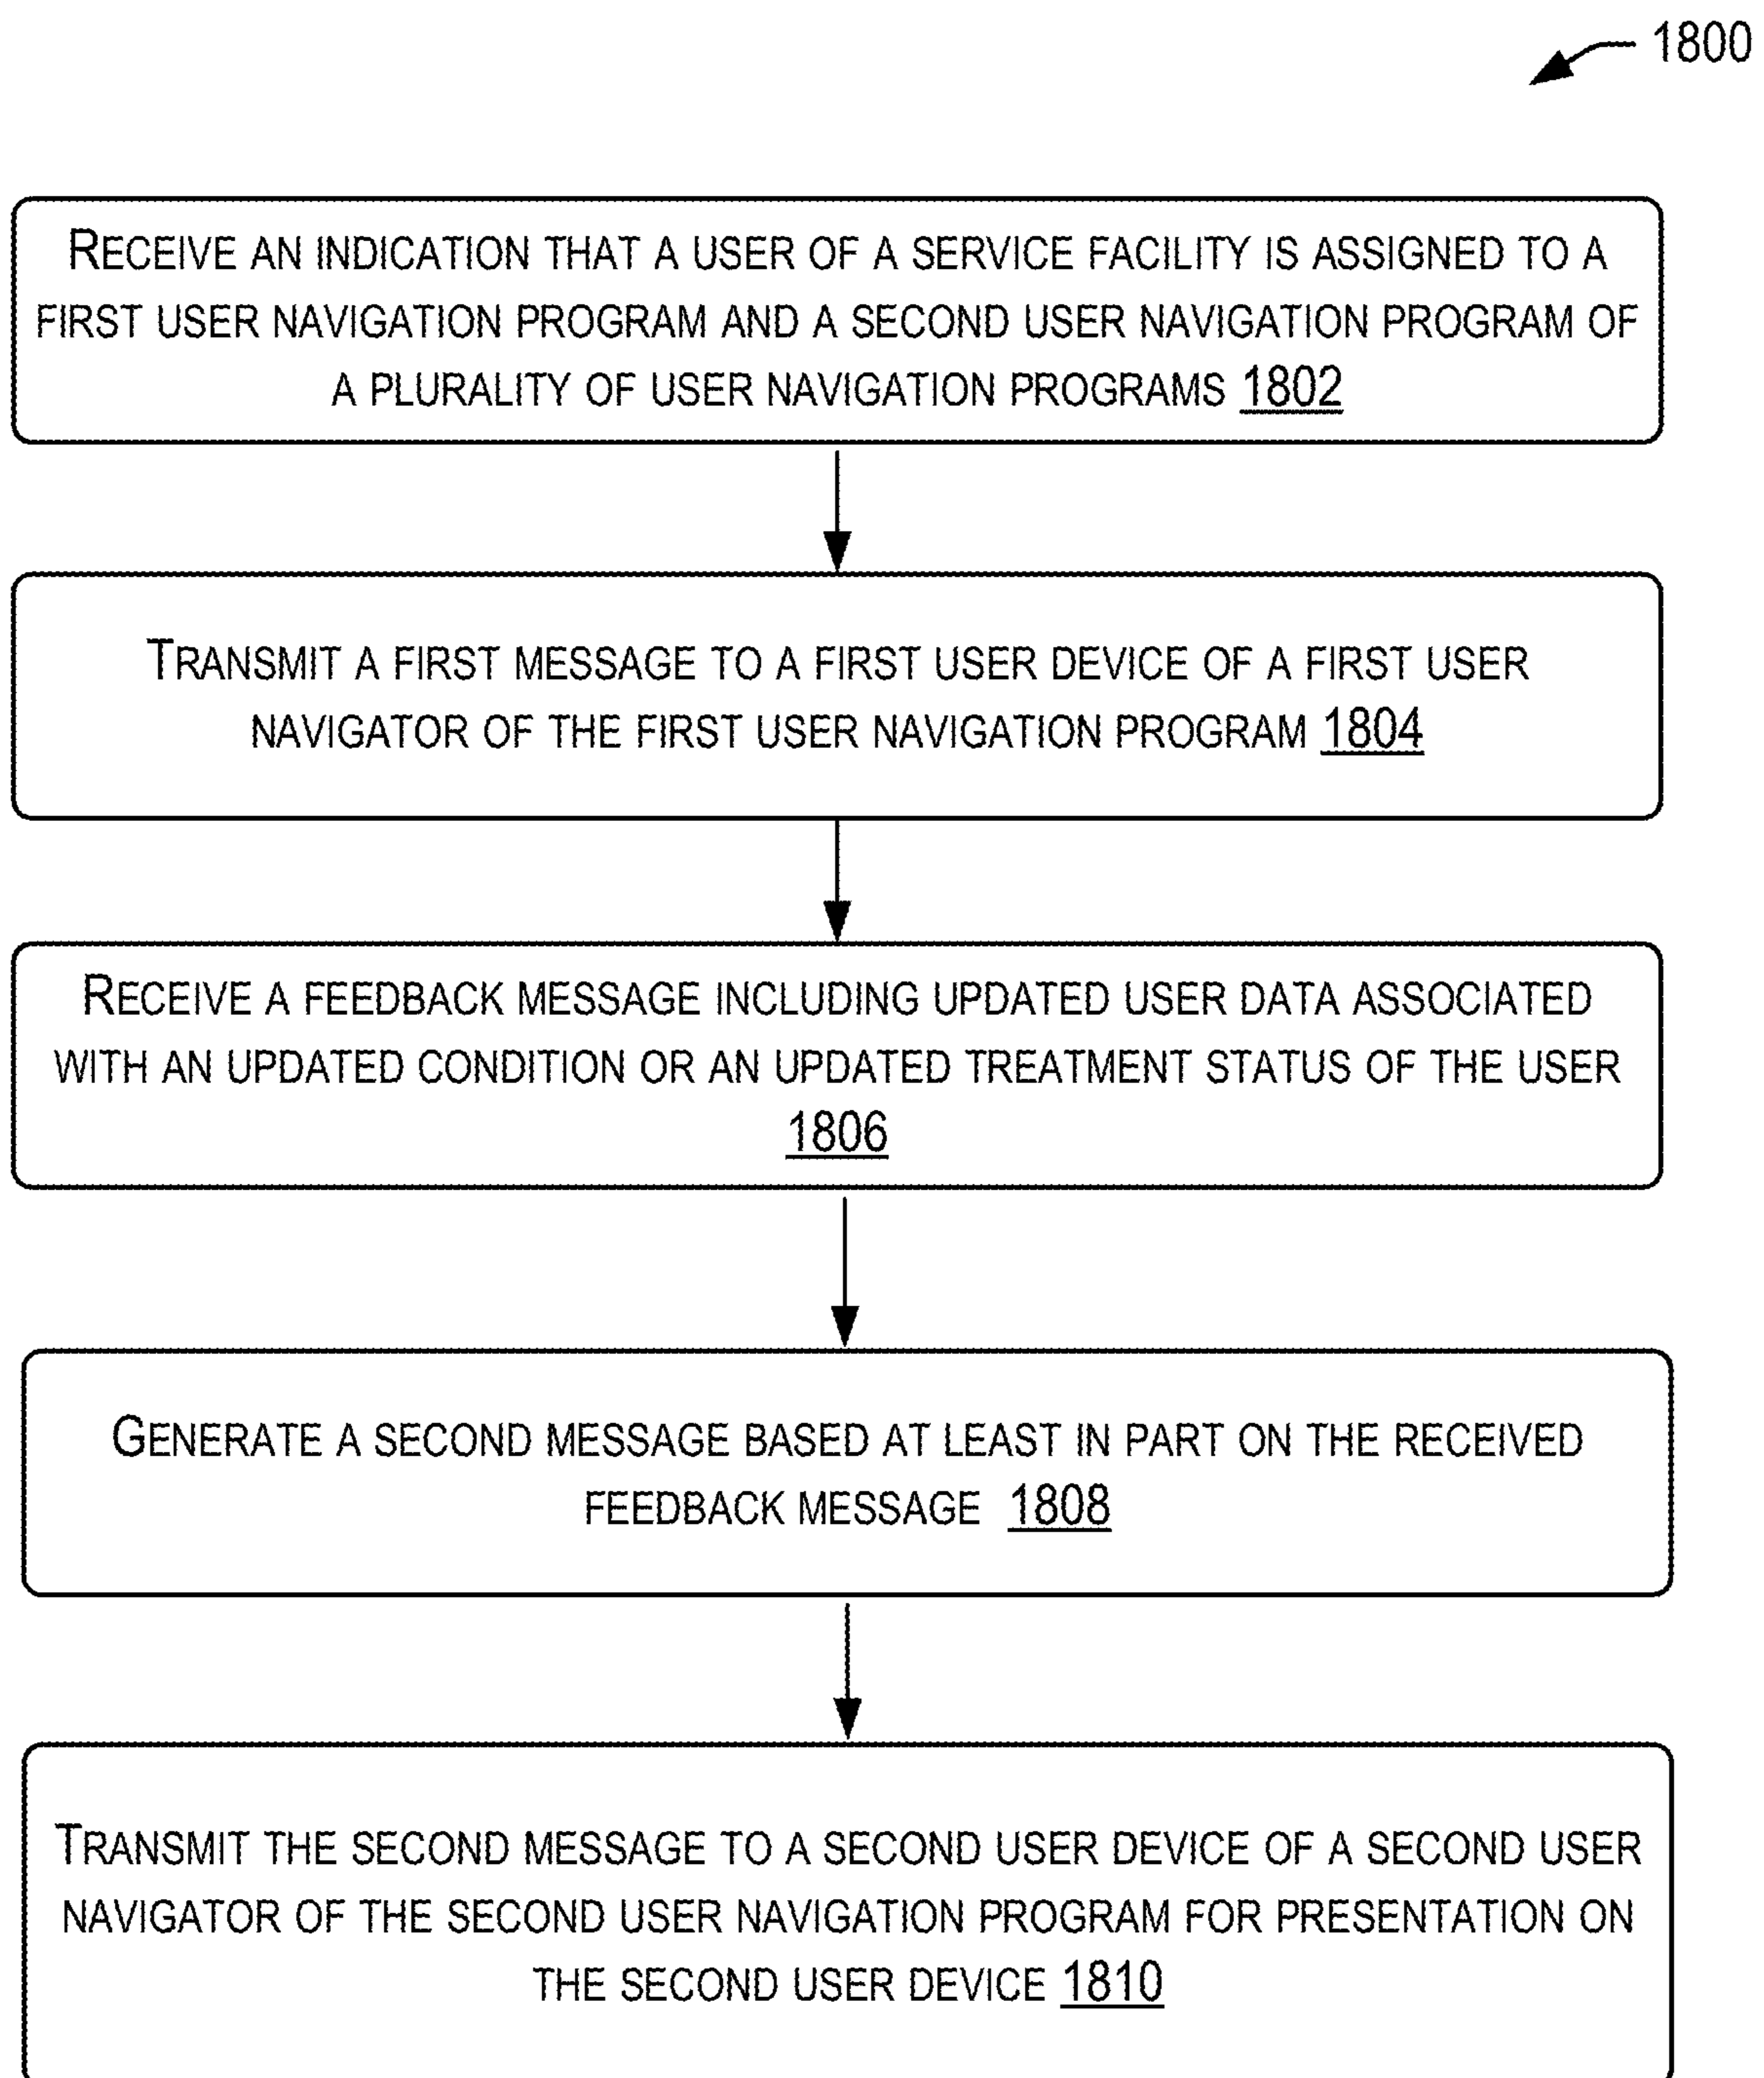 1800
RECEIVE AN INDICATION THAT A USER OF A SERVICE FACILITY IS ASSIGNED TO A
FIRST USER NAVIGATION PROGRAM AND A SECOND USER NAVIGATION PROGRAM OF
A PLURALITY OF USER NAVIGATION PROGRAMS 1802
TRANSMIT A FIRST MESSAGE TO A FIRST USER DEVICE OF A FIRST USER
NAVIGATOR OF THE FIRST USER NAVIGATION PROGRAM 1804
RECEIVE A FEEDBACK MESSAGE INCLUDING UPDATED USER DATA ASSOCIATED
WITH AN UPDATED CONDITION OR AN UPDATED TREATMENT STATUS OF THE USER
1806
GENERATE A SECOND MESSAGE BASED AT LEAST IN PART ON THE RECEIVED
FEEDBACK MESSAGE 1808
TRANSMIT THE SECOND MESSAGE TO A SECOND USER DEVICE OF A SECOND USER
NAVIGATOR OF THE SECOND USER NAVIGATION PROGRAM FOR PRESENTATION ON
THE SECOND USER DEVICE 1810